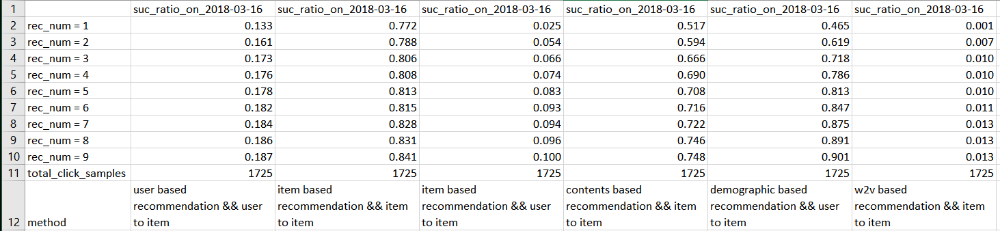 1 suc_ratio_on_2018-03-16 suc_ratio_on_2018-03-16 suc_ratio_on_2018-03-16 suc_ratio_on_2018-03-16 suc_ratio_on_2018-03-16 suc_ratio_on_2018-03-16
2 rec_num = 1 0.133 0.772 0.025 0.517 0.465 0.001
3 rec_num = 2 0.161 0.788 0.054 0.594 0.619 0.007
4 rec_num = 3 0.173 0.806 0.066 0.666 0.718 0.010
5 rec_num = 4 0.176 0.808 0.074 0.690 0.786 0.010
6 rec_num = 5 0.178 0.813 0.083 0.708 0.813 0.010
7 rec_num = 6 0.182 0.815 0.093 0.716 0.847 0.011
8 rec_num = 7 0.184 0.828 0.094 0.722 0.875 0.013
9 rec_num = 8 0.186 0.831 0.096 0.746 0.891 0.013
10 rec_num = 9 0.187 0.841 0.100 0.748 0.901 0.013
11 total_click_samples 1725 1725 1725 1725 1725 1725
user based item based item based contents based demographic based w2v based
recommendation && user recommendation && item recommendation && user recommendation && item recommendation && user recommendation && item
12 method to item to item to item to item to item to item